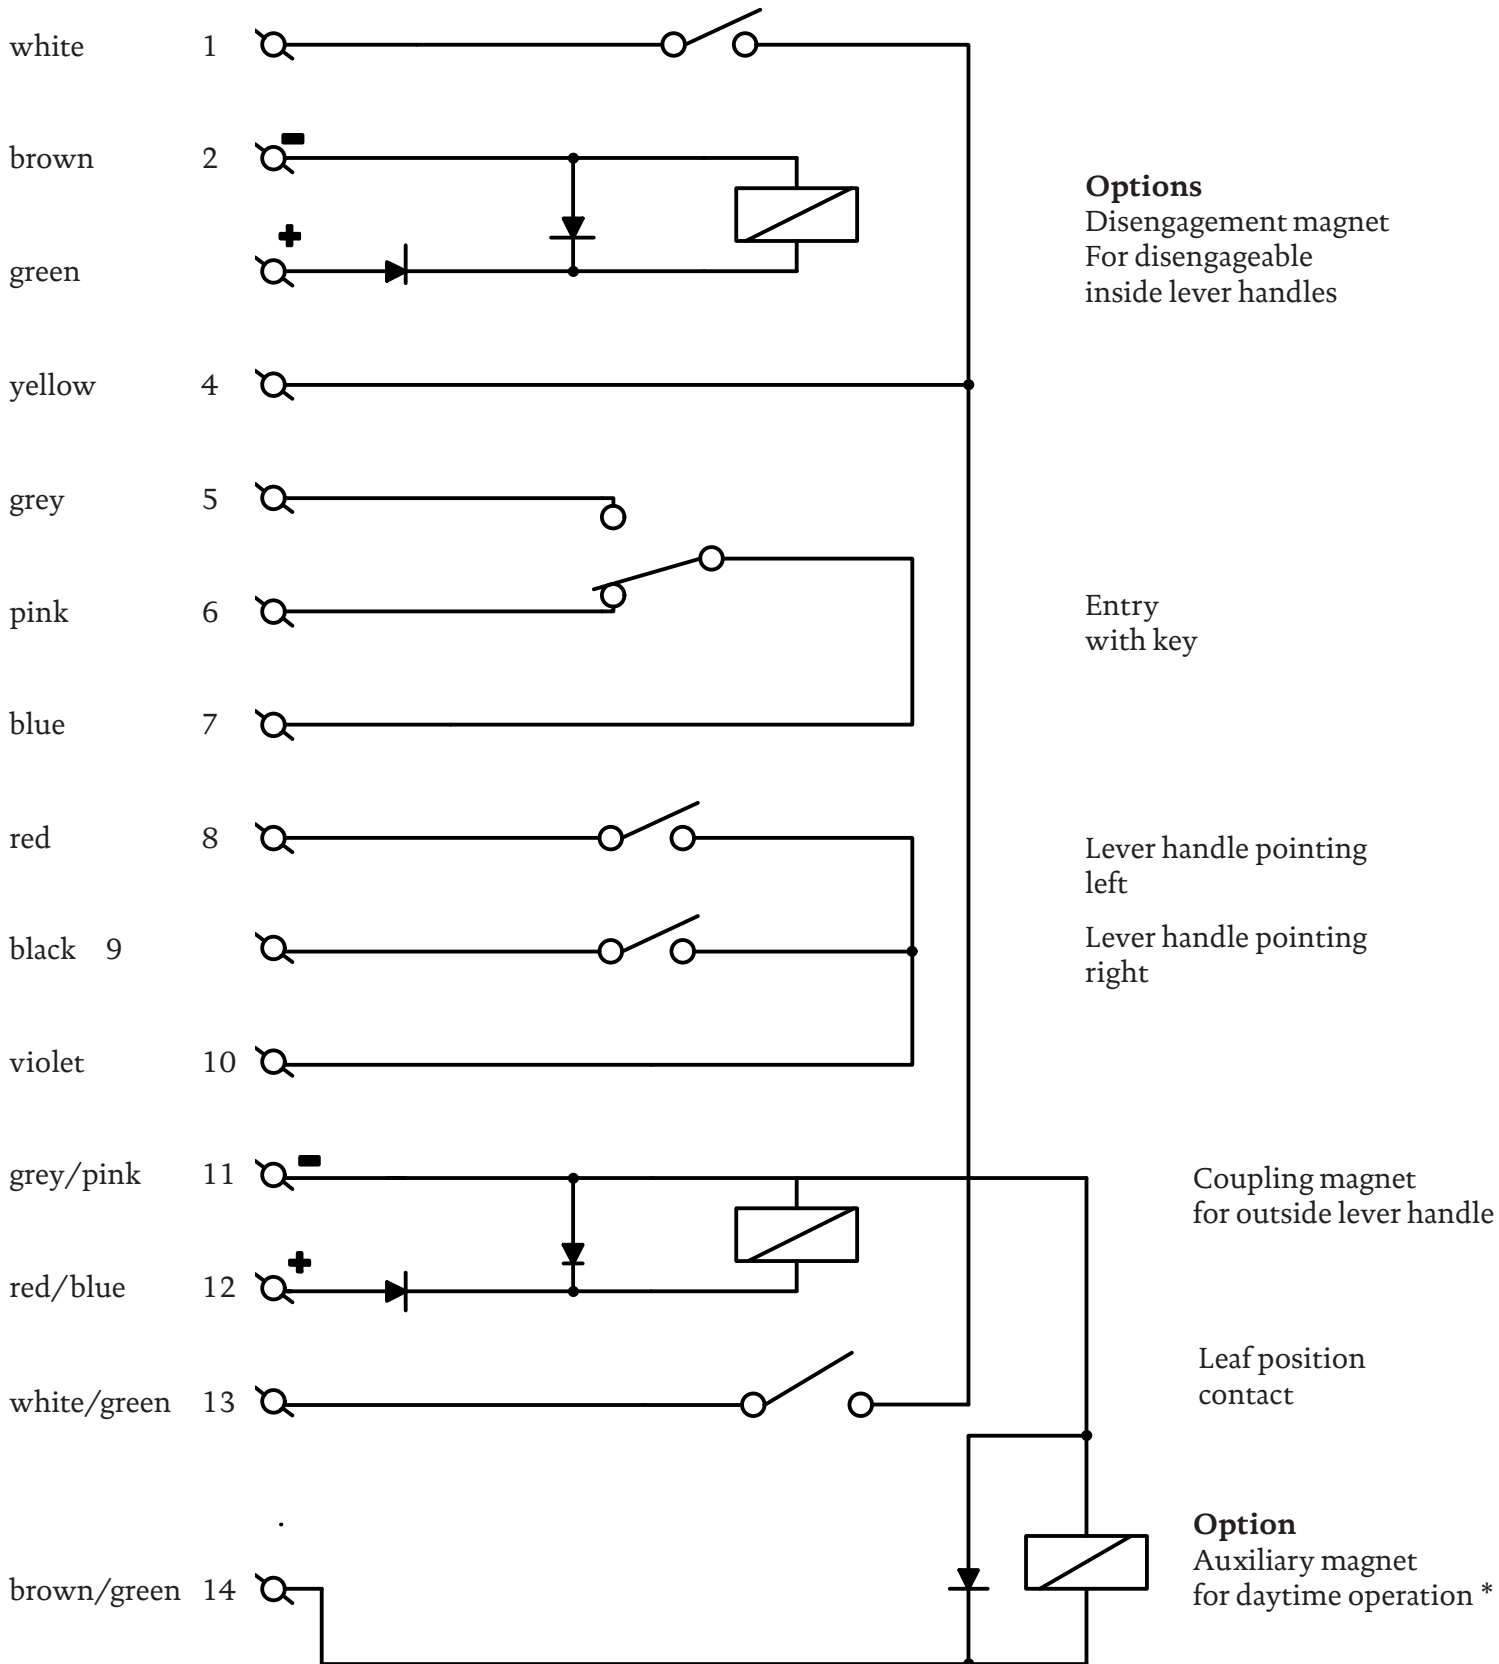 white 1
brown 2
Options
Disengagement magnet
For disengageable
inside lever handles
green
yellow 4
grey 5
pink 6
Entry
with key
blue 7
red 8
Lever handle pointing
left
black 9
Lever handle pointing
right
violet 10
grey/pink 11
Coupling magnet
for outside lever handle
red/blue 12
white/green 13
Leaf position
contact
brown/green 14
Option
Auxiliary magnet
for daytime operation *